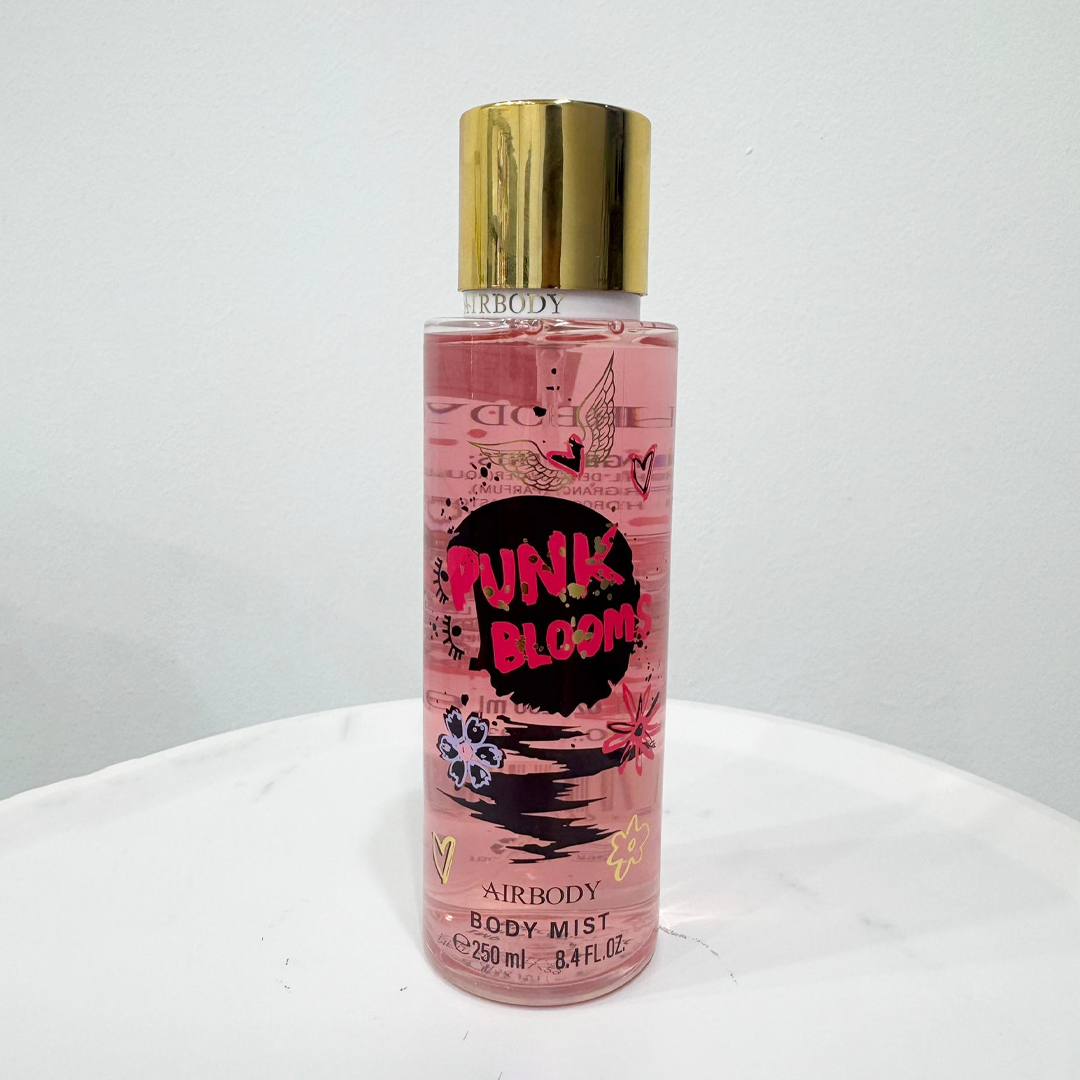 AIRBODY
PUNK
BLOOMS
AIRBODY
BODY MIST
℮250 ml 8.4 FL.OZ.